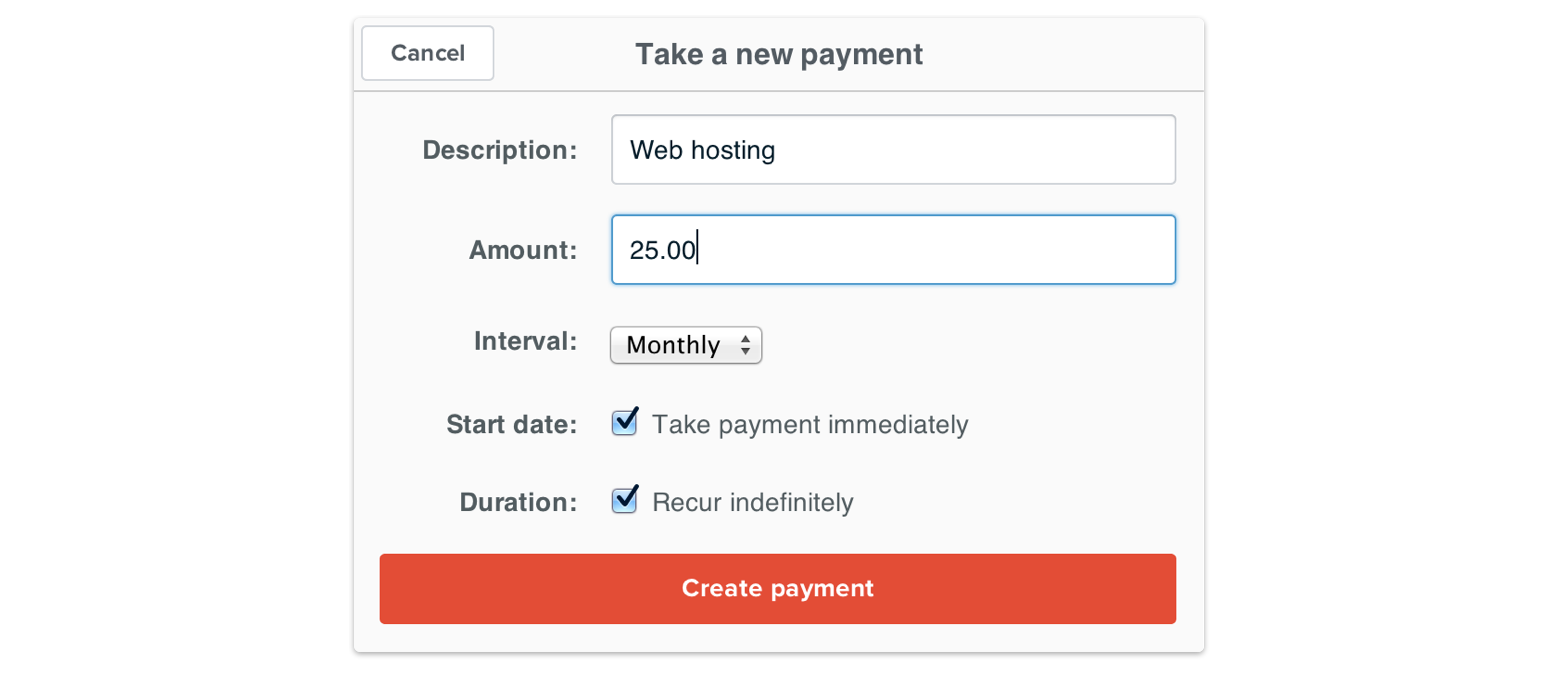 Cancel
Take a new payment
Description: Web hosting
Amount: 25.00
Interval: Monthly
Start date: Take payment immediately
Duration: Recur indefinitely
Create payment